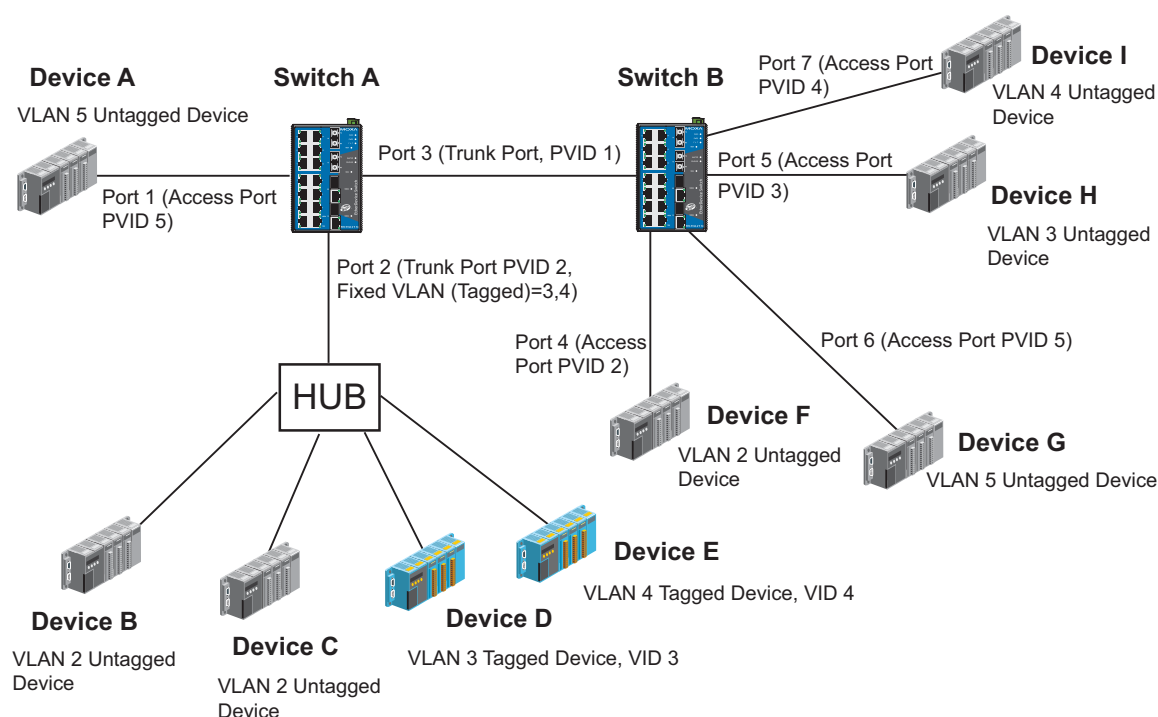 Device A
VLAN 5 Untagged Device
Switch A
Switch B
Port 7 (Access Port
PVID 4)
Device I
VLAN 4 Untagged
Device
MOXA
MOXA
Port 1 (Access Port
PVID 5)
Port 3 (Trunk Port, PVID 1)
Port 5 (Access Port
PVID 3)
Device H
VLAN 3 Untagged
Device
Port 2 (Trunk Port PVID 2,
Fixed VLAN (Tagged)=3,4)
Port 4 (Access
Port PVID 2)
Port 6 (Access Port PVID 5)
HUB
Device F
VLAN 2 Untagged
Device
Device G
VLAN 5 Untagged Device
Device B
VLAN 2 Untagged
Device
Device C
VLAN 2 Untagged
Device
Device D
VLAN 3 Tagged Device, VID 3
Device E
VLAN 4 Tagged Device, VID 4